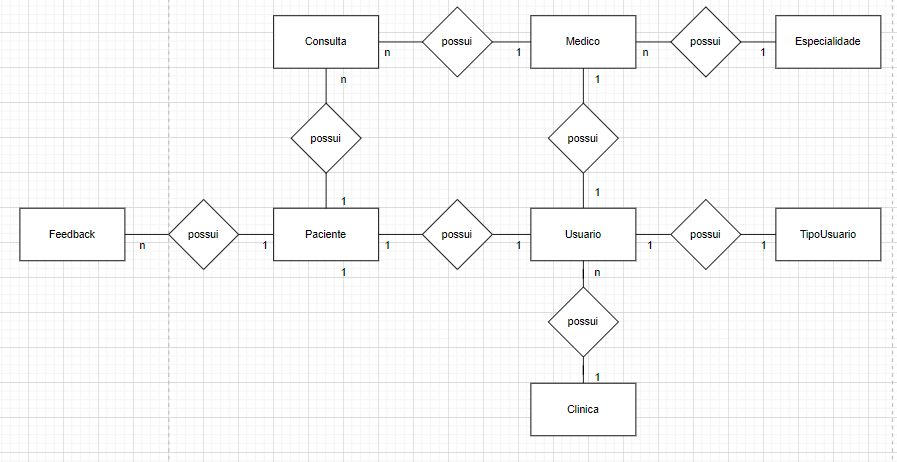 Consulta
possui
Medico
possui
Especialidade
n
1
n
1
n
1
possui
possui
1
1
Feedback
possui
Paciente
possui
Usuario
possui
TipoUsuario
n
1
1
1
1
1
1
n
possui
1
Clinica